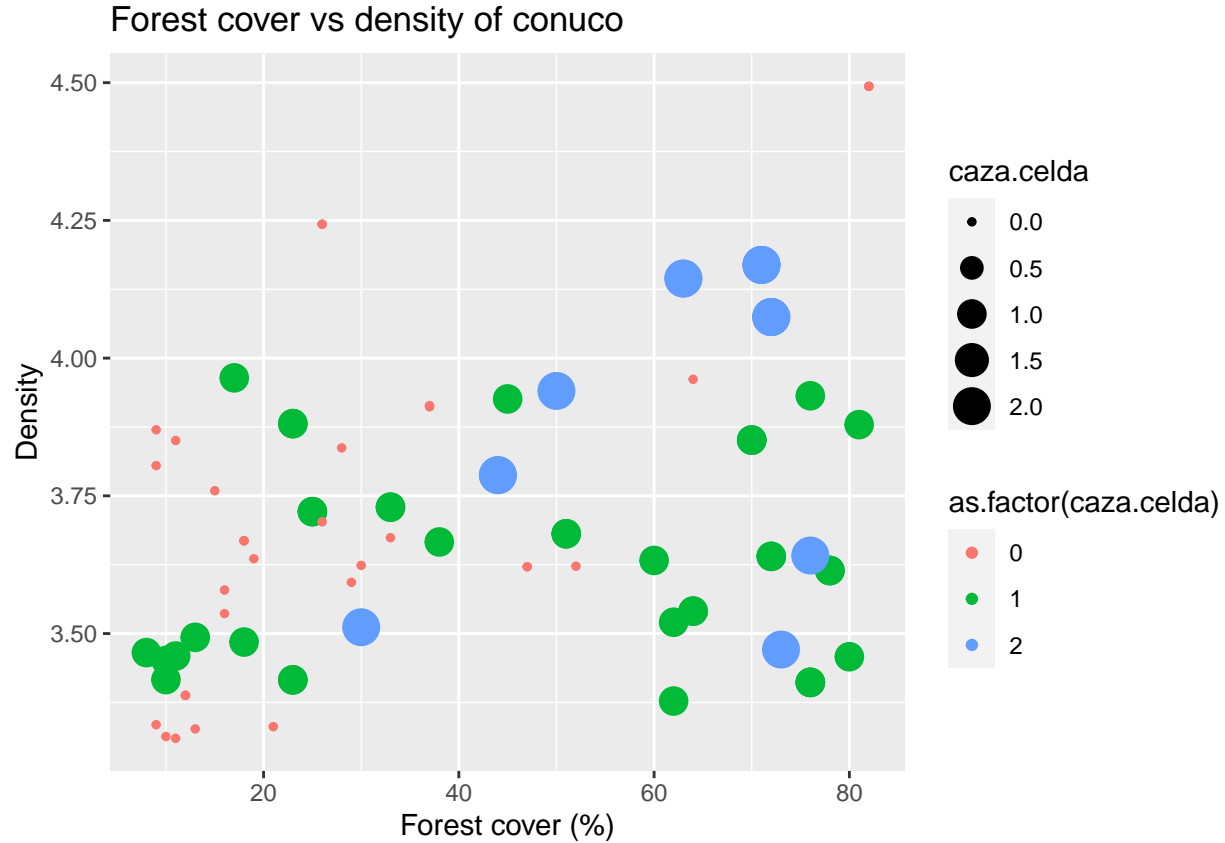 Forest cover vs density of conuco
Density
4.50
4.25
4.00
3.75
3.50
20 40 60 80
Forest cover (%)
caza.celda
0.0
0.5
1.0
1.5
2.0
as.factor(caza.celda)
0
1
2